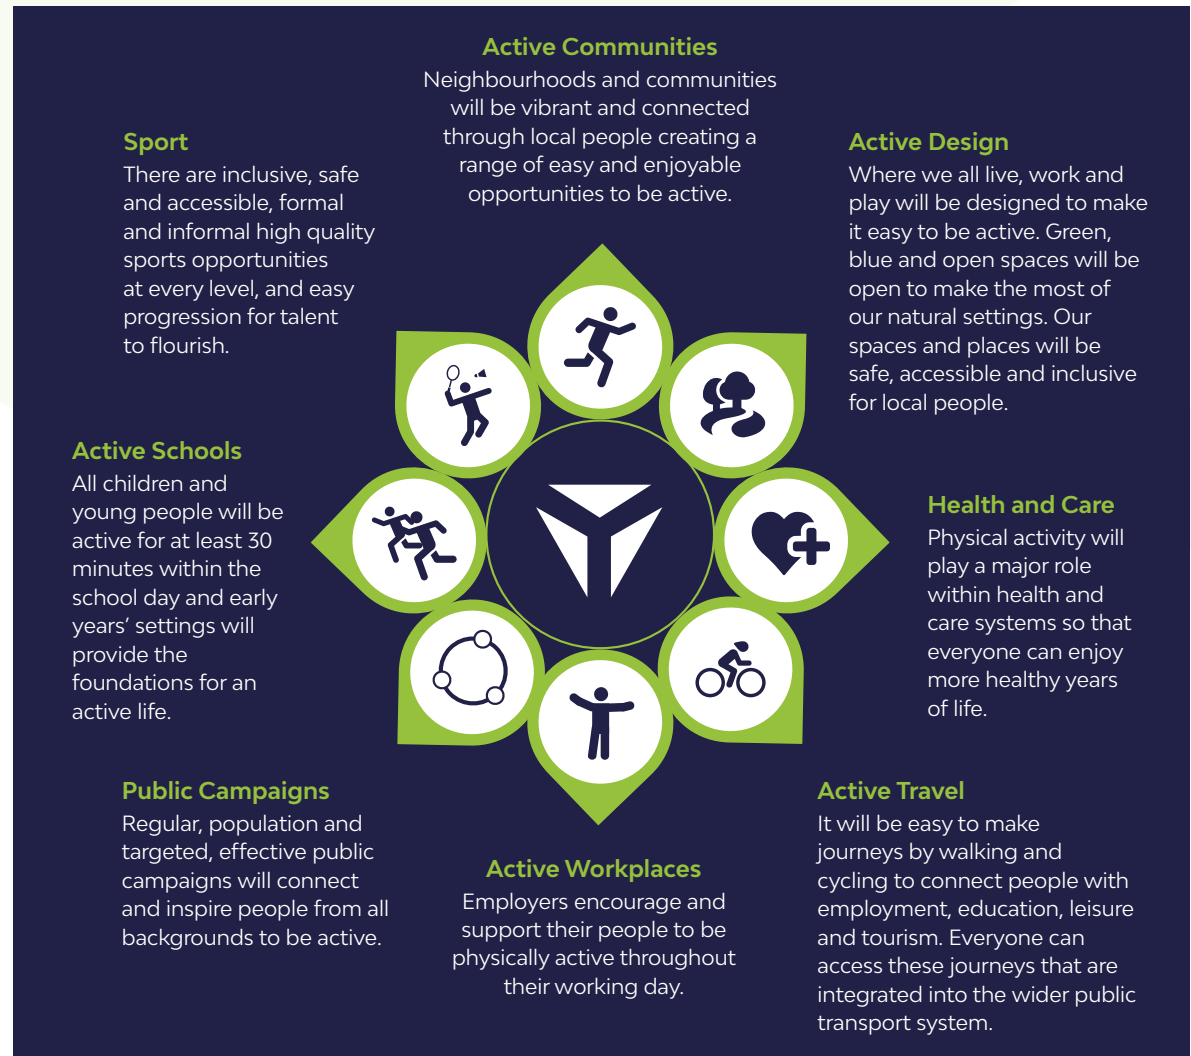 Active Communities
Neighbourhoods and communities
will be vibrant and connected
through local people creating a
range of easy and enjoyable
opportunities to be active.
Active Design
Where we all live, work and
play will be designed to make
it easy to be active. Green,
blue and open spaces will be
open to make the most of
our natural settings. Our
spaces and places will be
safe, accessible and inclusive
for local people.
Health and Care
Physical activity will
play a major role
within health and
care systems so that
everyone can enjoy
more healthy years
of life.
Active Travel
It will be easy to make
journeys by walking and
cycling to connect people with
employment, education, leisure
and tourism. Everyone can
access these journeys that are
integrated into the wider public
transport system.
Active Workplaces
Employers encourage and
support their people to be
physically active throughout
their working day.
Public Campaigns
Regular, population and
targeted, effective public
campaigns will connect
and inspire people from all
backgrounds to be active.
Active Schools
All children and
young people will be
active for at least 30
minutes within the
school day and early
years’ settings will
provide the
foundations for an
active life.
Sport
There are inclusive, safe
and accessible, formal
and informal high quality
sports opportunities
at every level, and easy
progression for talent
to flourish.